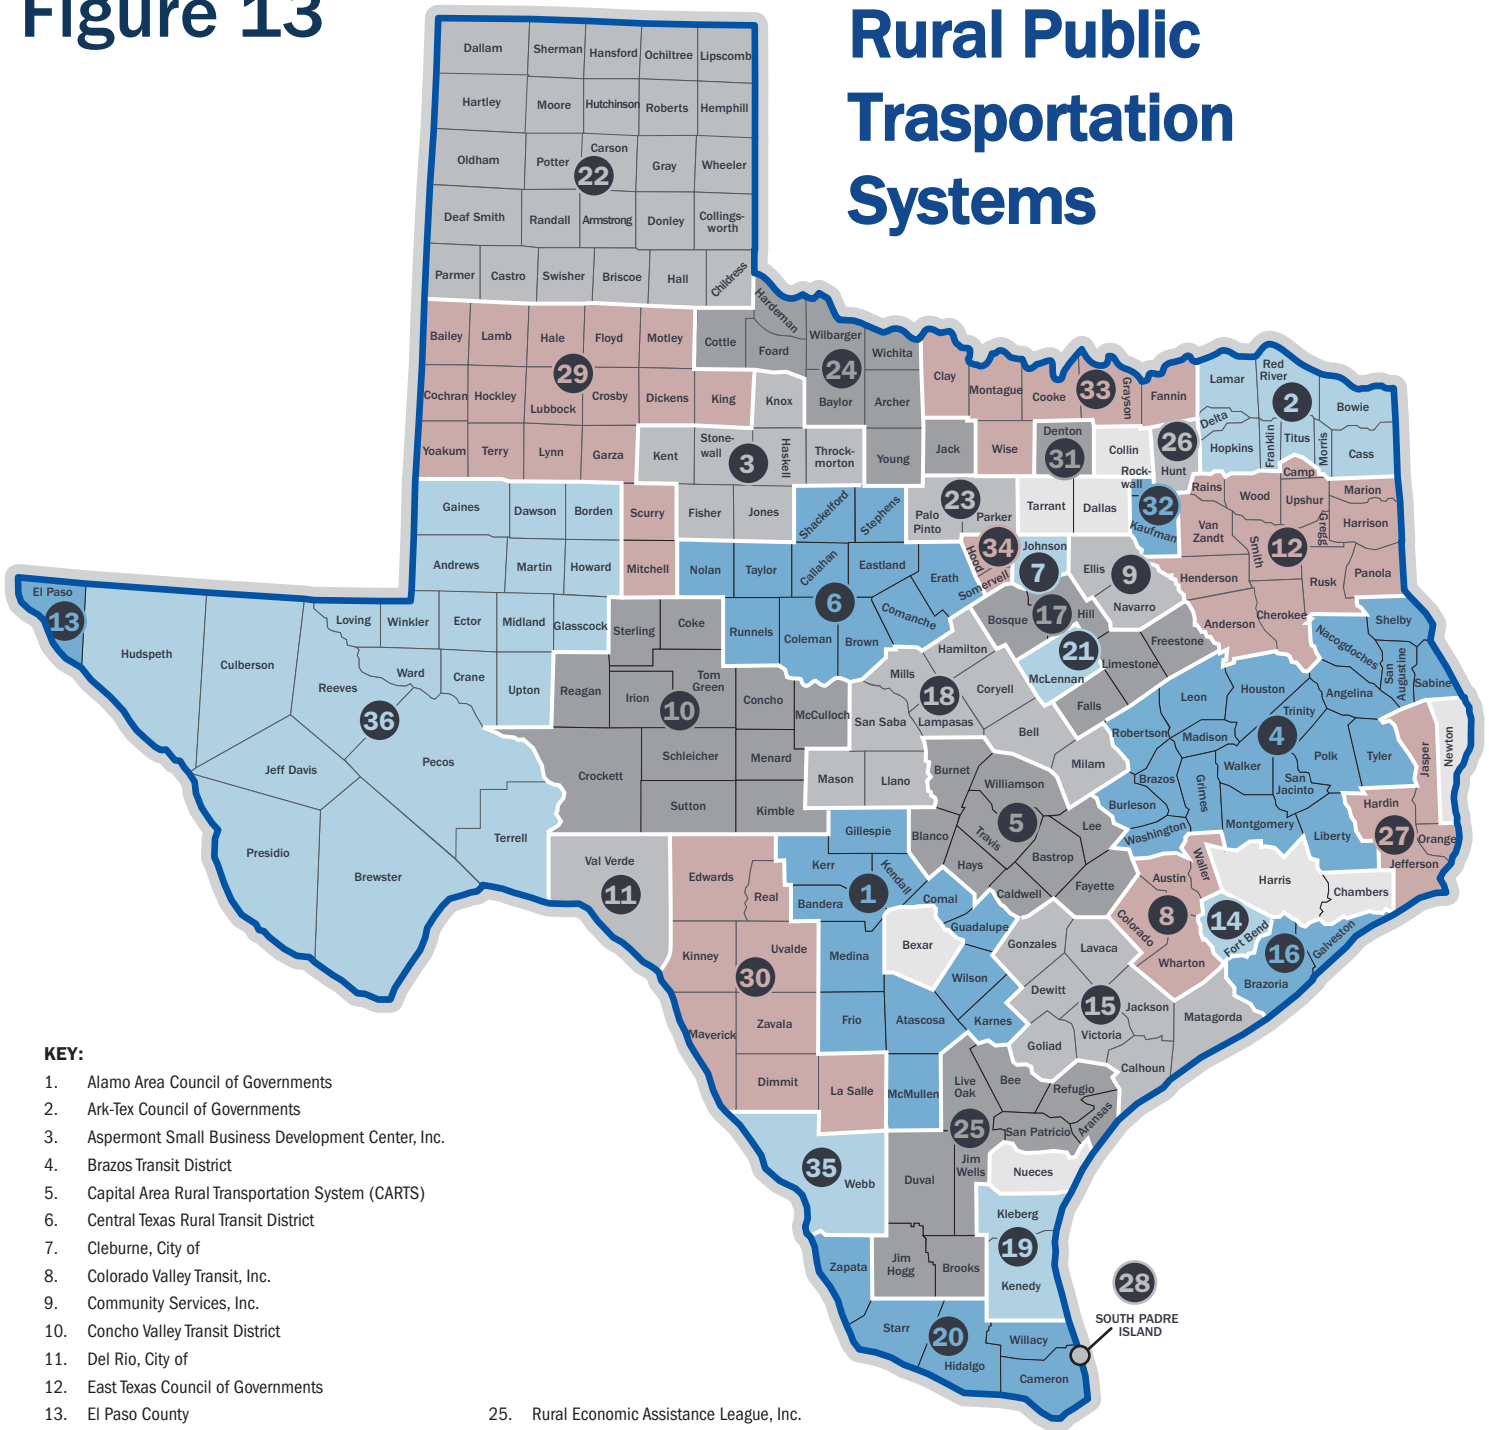 Figure 13
Rural Public
Trasportation
Systems
Dallam
Sherman
Hansford
Ochiltree
Lipscomb
Hartley
Moore
Hutchinson
Roberts
Hemphill
Oldham
Potter
Carson
Gray
Wheeler
22
Deaf Smith
Randall
Armstrong
Donley
Collings-
worth
Parmer
Castro
Swisher
Briscoe
Hall
Childress
Bailey
Lamb
Hale
Floyd
Motley
29
Cochran
Hockley
Lubbock
Crosby
Dickens
King
Yoakum
Terry
Lynn
Garza
Scurry
Mitchell
Cottle
Hardeman
Foard
Wilbarger
Wichita
24
Baylor
Archer
Young
Jack
Knox
Kent
Stone-
wall
3
Haskell
Throck-
morton
Fisher
Jones
Clay
Montague
Cooke
33
Grayson
Fannin
Wise
Denton
31
Collin
26
Hunt
Rock-
wall
32
Kaufman
Lamar
Red
River
2
Bowie
Delta
Hopkins
Franklin
Titus
Morris
Cass
Camp
Rains
Wood
Upshur
Marion
Van
Zandt
Smith
Gregg
Harrison
12
Henderson
Rusk
Panola
Anderson
Cherokee
23
Palo
Pinto
Parker
Tarrant
Dallas
34
Hood
Somervell
Johnson
7
Ellis
9
Navarro
Shackelford
Stephens
Nolan
Taylor
Callahan
Eastland
Erath
6
Comanche
Runnels
Coleman
Brown
Gaines
Dawson
Borden
Andrews
Martin
Howard
El Paso
13
Hudspeth
Culberson
Loving
Winkler
Ector
Midland
Glasscock
Reeves
Ward
Crane
Upton
36
Jeff Davis
Pecos
Presidio
Brewster
Terrell
Sterling
Coke
Reagan
Irion
Tom
Green
10
Concho
McCulloch
Crockett
Schleicher
Menard
Sutton
Kimble
Bosque
17
Hill
21
McLennan
Limestone
Freestone
Falls
Hamilton
Mills
18
Coryell
San Saba
Lampasas
Bell
Milam
Mason
Llano
Shelby
Nacogdoches
San
Augustine
Sabine
Angelina
Leon
Houston
Trinity
4
Robertson
Madison
Walker
Polk
Tyler
San
Jacinto
Brazos
Grimes
Burleson
Washington
Montgomery
Liberty
Jasper
Newton
Hardin
27
Orange
Jefferson
Burnet
Williamson
5
Travis
Lee
Blanco
Hays
Bastrop
Caldwell
Fayette
Waller
Austin
8
Colorado
Wharton
Harris
Chambers
14
Fort Bend
16
Galveston
Brazoria
Val Verde
11
Edwards
Real
Kinney
Uvalde
30
Maverick
Zavala
Dimmit
La Salle
Gillespie
Kerr
Kendall
Bandera
1
Comal
Guadalupe
Bexar
Medina
Wilson
Frio
Atascosa
Karnes
McMullen
Gonzales
Lavaca
Dewitt
15
Jackson
Matagorda
Victoria
Goliad
Calhoun
Live
Oak
Bee
Refugio
Aransas
25
San Patricio
Jim
Wells
Duval
Nueces
35
Webb
Kleberg
19
Kenedy
Jim
Hogg
Brooks
Zapata
Starr
20
Hidalgo
Willacy
Cameron
28
SOUTH PADRE
ISLAND
KEY:
1. Alamo Area Council of Governments
2. Ark-Tex Council of Governments
3. Aspermont Small Business Development Center, Inc.
4. Brazos Transit District
5. Capital Area Rural Transportation System (CARTS)
6. Central Texas Rural Transit District
7. Cleburne, City of
8. Colorado Valley Transit, Inc.
9. Community Services, Inc.
10. Concho Valley Transit District
11. Del Rio, City of
12. East Texas Council of Governments
13. El Paso County
25. Rural Economic Assistance League, Inc.